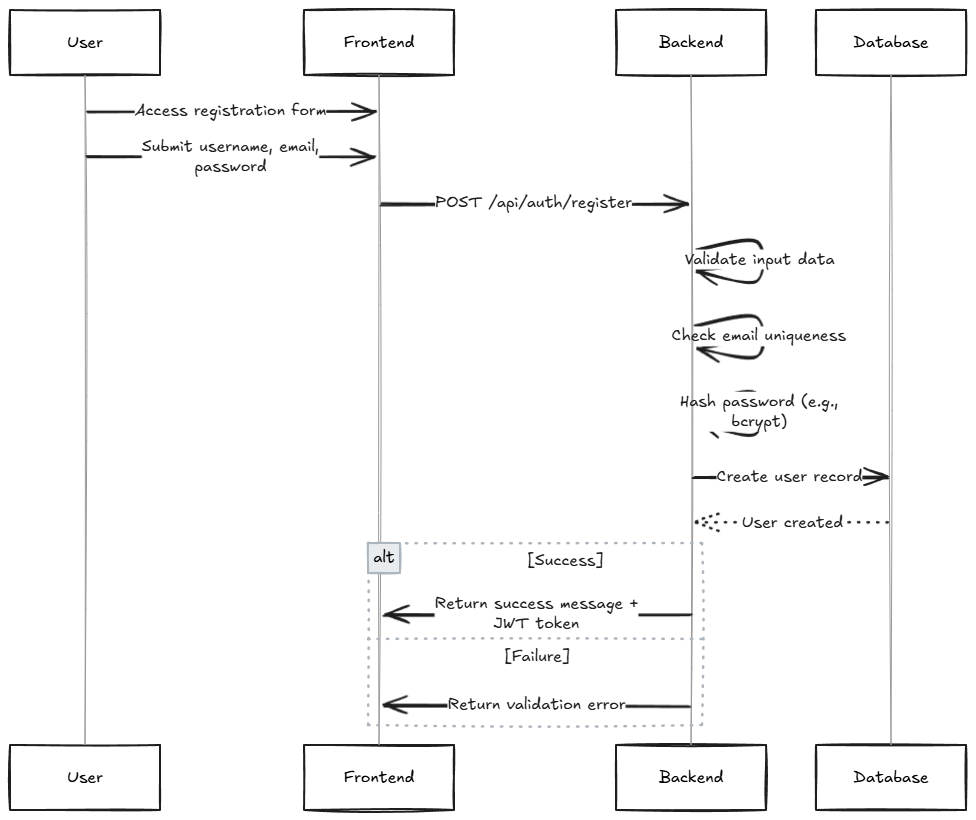 User
Frontend
Backend
Database
Access registration form
Submit username, email,
password
POST /api/auth/register
Validate input data
Check email uniqueness
Hash password (e.g.,
bcrypt)
Create user record
User created
alt
[Success]
Return success message +
JWT token
[Failure]
Return validation error
User
Frontend
Backend
Database